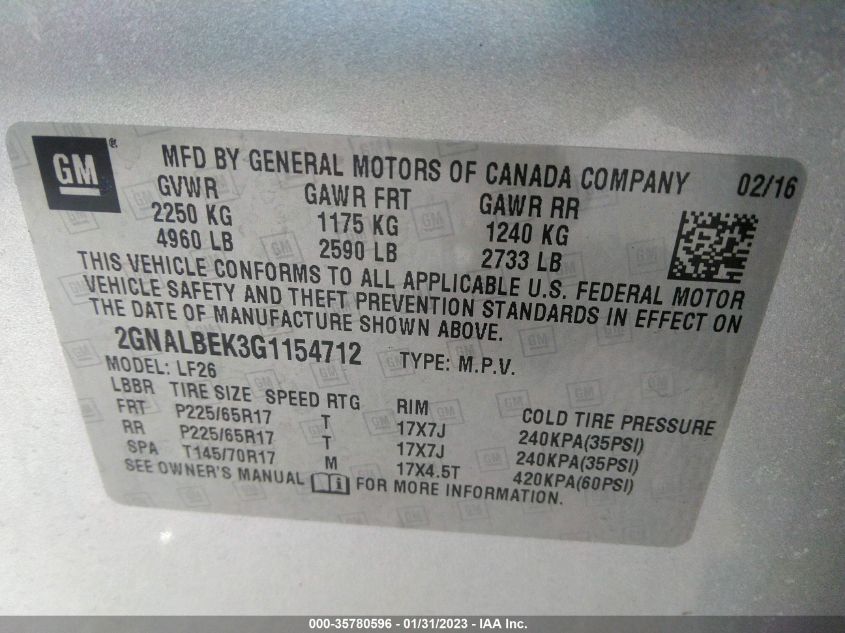 GM ®
MFD BY GENERAL MOTORS OF CANADA COMPANY 02/16
GVWR GAWR FRT GAWR RR
2250 KG 1175 KG 1240 KG
4960 LB 2590 LB 2733 LB
THIS VEHICLE CONFORMS TO ALL APPLICABLE U.S. FEDERAL MOTOR
VEHICLE SAFETY AND THEFT PREVENTION STANDARDS IN EFFECT ON
THE DATE OF MANUFACTURE SHOWN ABOVE.
2GNALBEK3G1154712 TYPE: M.P.V.
MODEL: LF26
LBBR TIRE SIZE SPEED RTG RIM COLD TIRE PRESSURE
FRT P225/65R17 T 17X7J 240KPA(35PSI)
RR P225/65R17 T 17X7J 240KPA(35PSI)
SPA T145/70R17 M 17X4.5T 420KPA(60PSI)
SEE OWNER'S MANUAL FOR MORE INFORMATION.
000-35780596 - 01/31/2023 - IAA Inc.